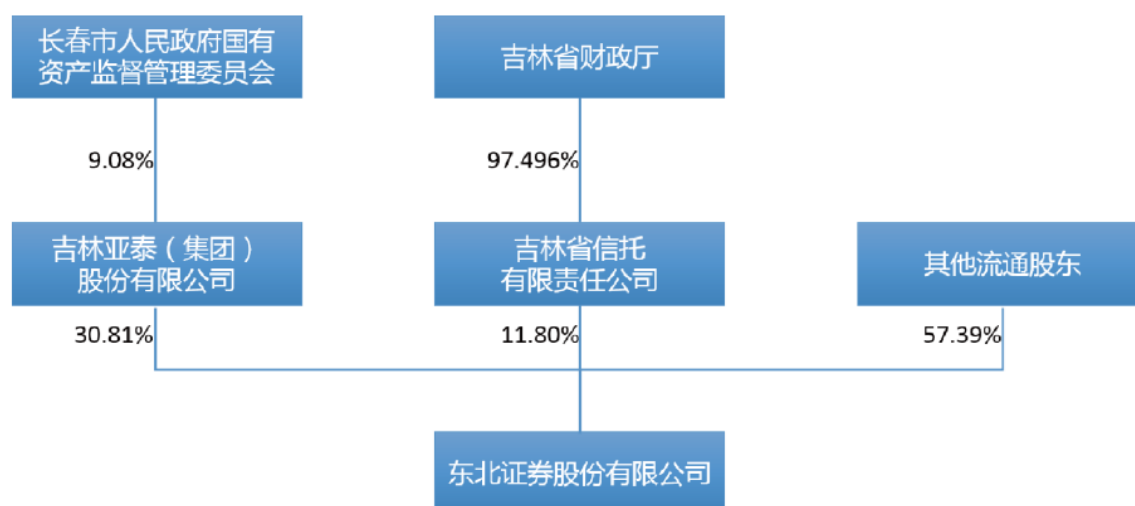 长春市人民政府国有
资产监督管理委员会
吉林省财政厅
9.08%
97.496%
吉林亚泰（集团）
股份有限公司
吉林省信托
有限责任公司
其他流通股东
30.81%
11.80%
57.39%
东北证券股份有限公司